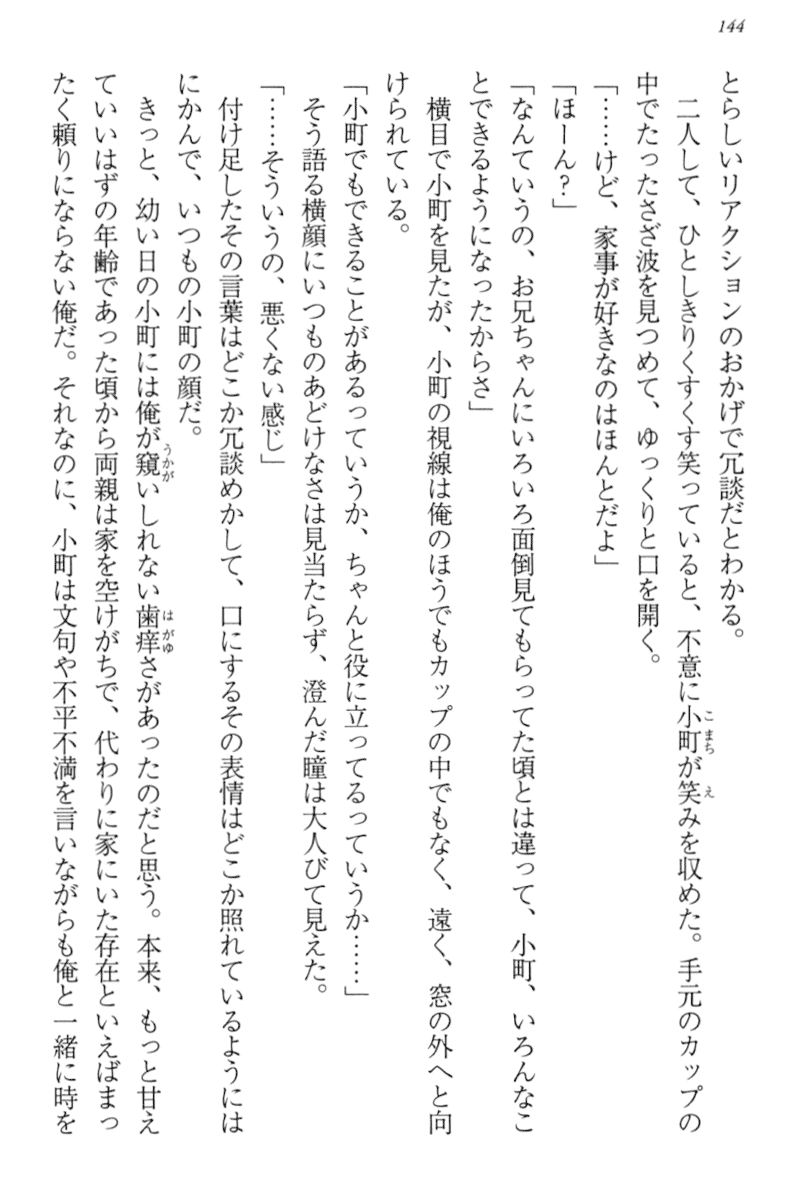 144
とらしいリアクションのおかげで冗談だとわかる。
　二人して、ひとしきりくすくす笑っていると、不意に小町が笑みを収めた。手元のカップの
中でたったさざ波を見つめて、ゆっくりと口を開く。
「……けど、家事が好きなのはほんとだよ」
「ほーん？」
「なんていうの、お兄ちゃんにいろいろ面倒見てもらってた頃とは違って、小町、いろんなこ
とできるようになったからさ」
　横目で小町を見たが、小町の視線は俺のほうでもカップの中でもなく、遠く、窓の外へと向
けられている。
「小町でもできることがあるっていうか、ちゃんと役に立ってるっていうか……」
　そう語る横顔にいつものあどけなさは見当たらず、澄んだ瞳は大人びて見えた。
「……そういうの、悪くない感じ」
　付け足したその言葉はどこか冗談めかして、口にするその表情はどこか照れているようには
にかんで、いつもの小町の顔だ。
　きっと、幼い日の小町には俺が窺いしれない歯痒さがあったのだと思う。本来、もっと甘え
ていいはずの年齢であった頃から両親は家を空けがちで、代わりに家にいた存在といえばまっ
たく頼りにならない俺だ。それなのに、小町は文句や不平不満を言いながらも俺と一緒に時を